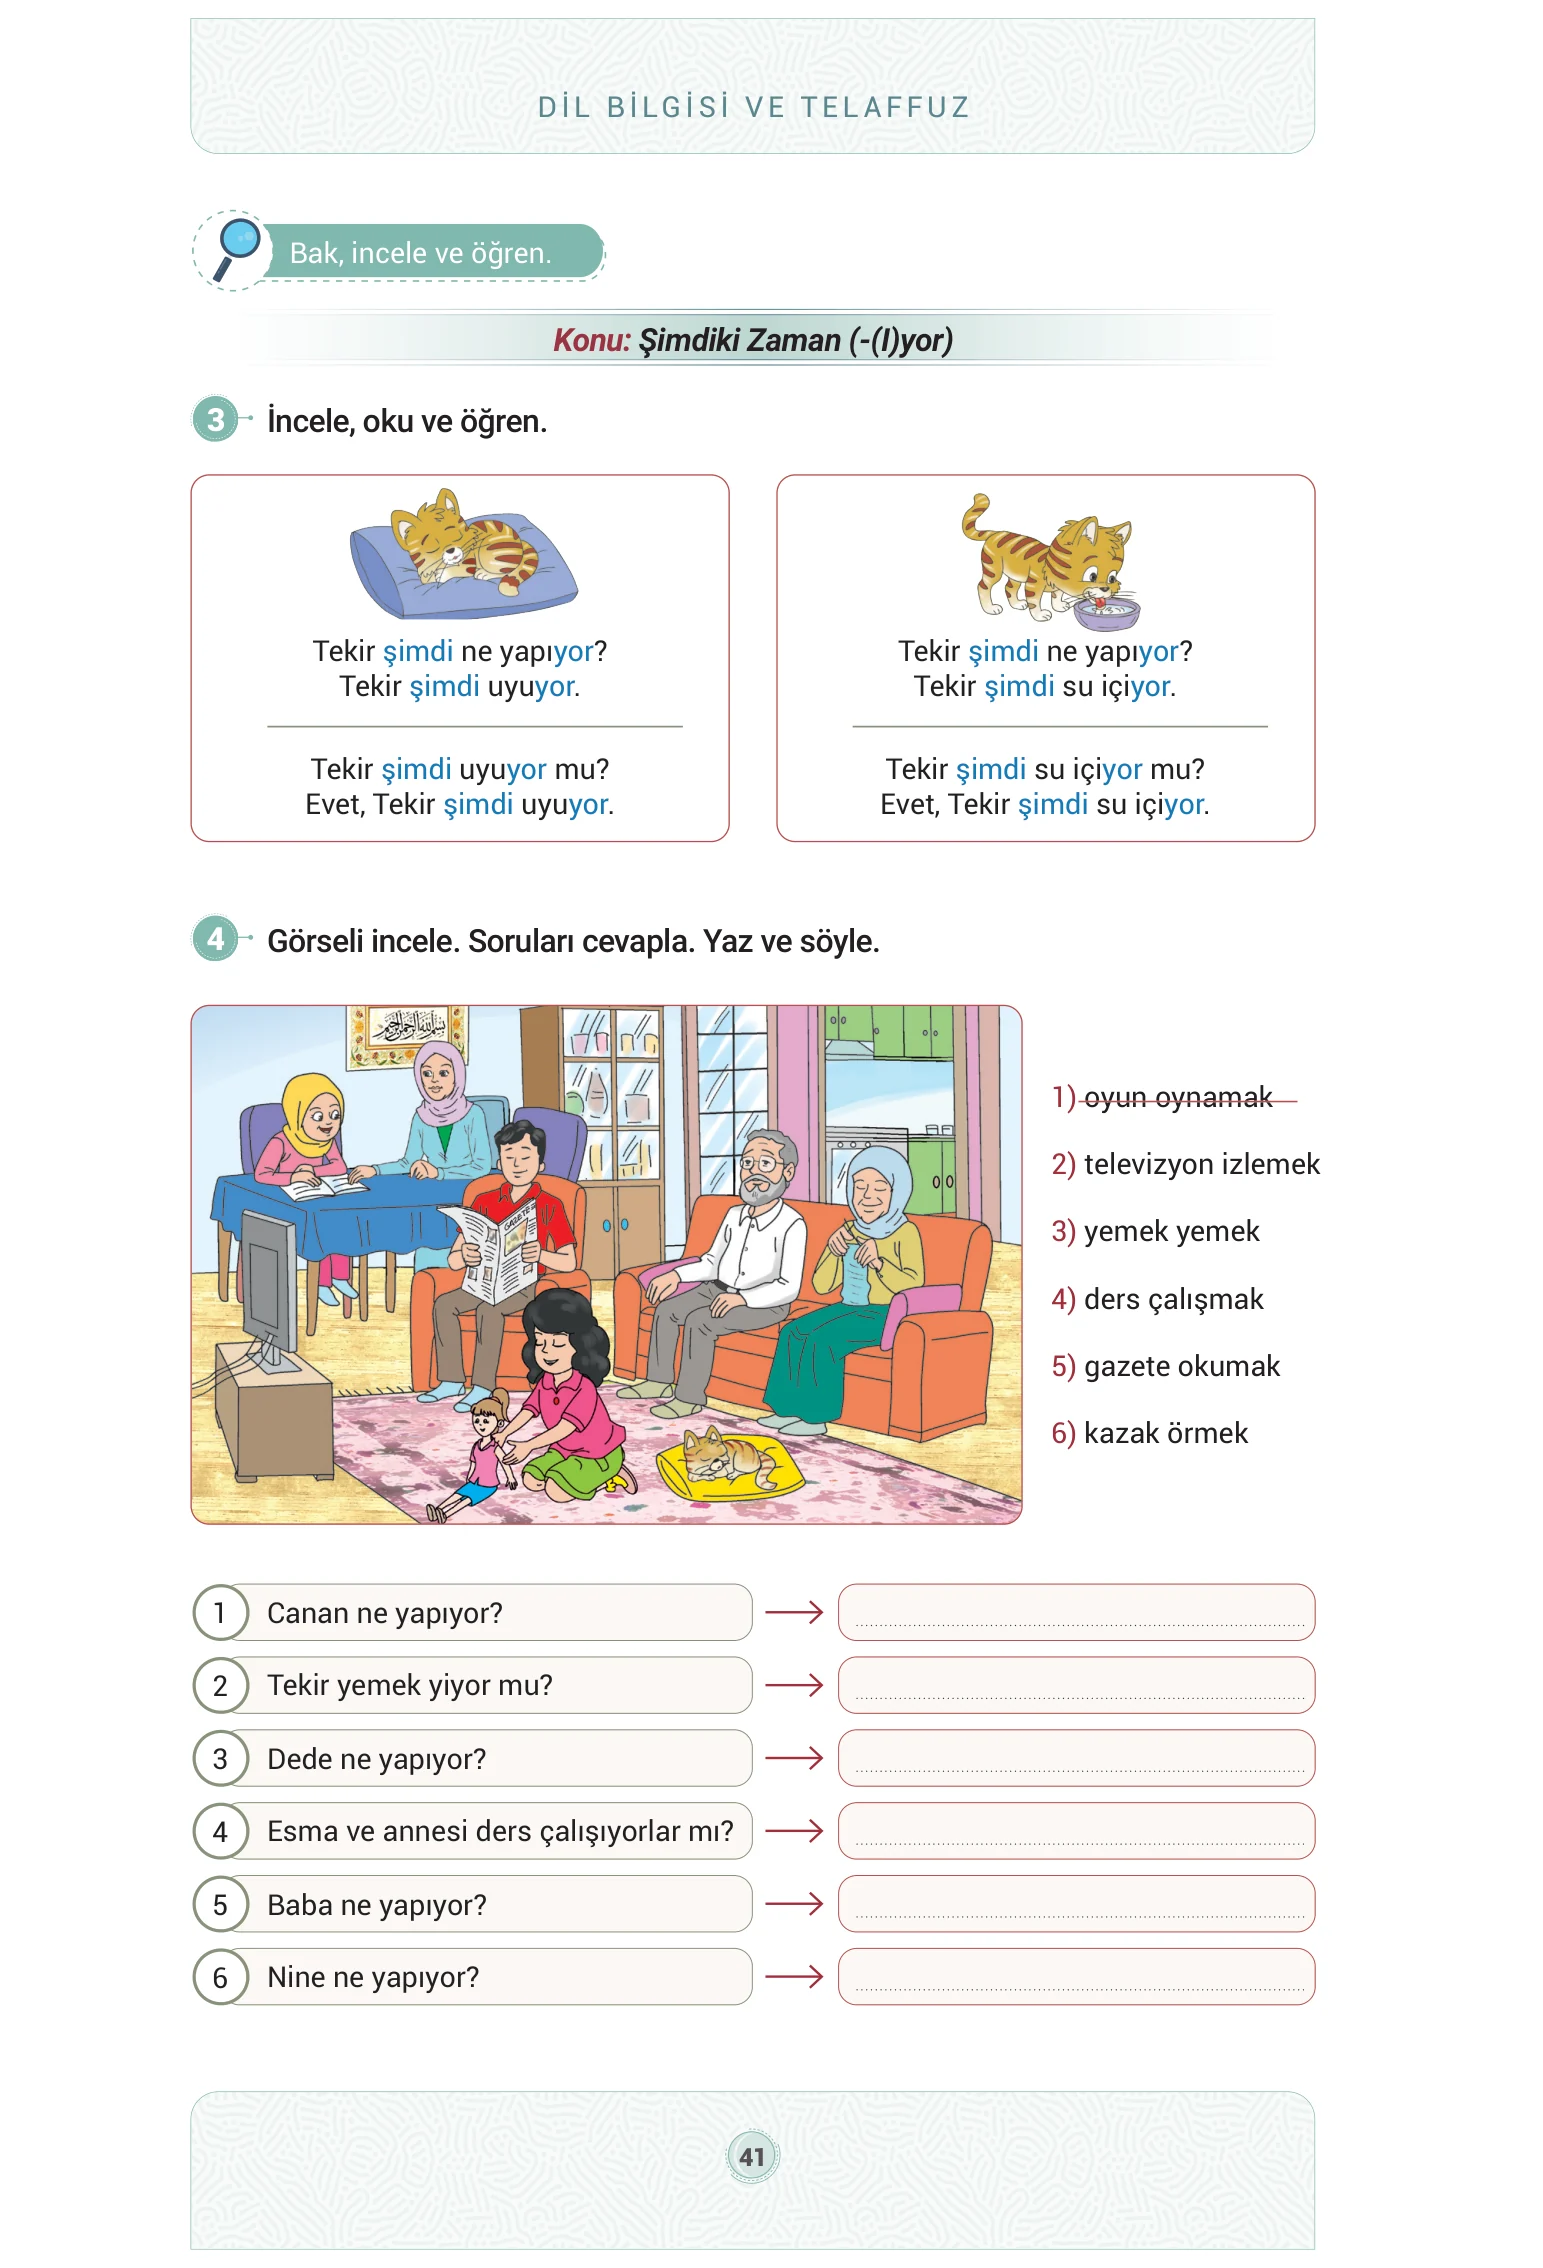 DİL BİLGİSİ VE TELAFFUZ
Bak, incele ve öğren.
Konu: Şimdiki Zaman (-(I)yor)
3 İncele, oku ve öğren.
Tekir şimdi ne yapıyor?
Tekir şimdi uyuyor.
Tekir şimdi uyuyor mu?
Evet, Tekir şimdi uyuyor.
Tekir şimdi ne yapıyor?
Tekir şimdi su içiyor.
Tekir şimdi su içiyor mu?
Evet, Tekir şimdi su içiyor.
4 Görseli incele. Soruları cevapla. Yaz ve söyle.
بسم الله الرحمن الرحيم
GAZETE
1) oyun oynamak
2) televizyon izlemek
3) yemek yemek
4) ders çalışmak
5) gazete okumak
6) kazak örmek
1 Canan ne yapıyor?
2 Tekir yemek yiyor mu?
3 Dede ne yapıyor?
4 Esma ve annesi ders çalışıyorlar mı?
5 Baba ne yapıyor?
6 Nine ne yapıyor?
41